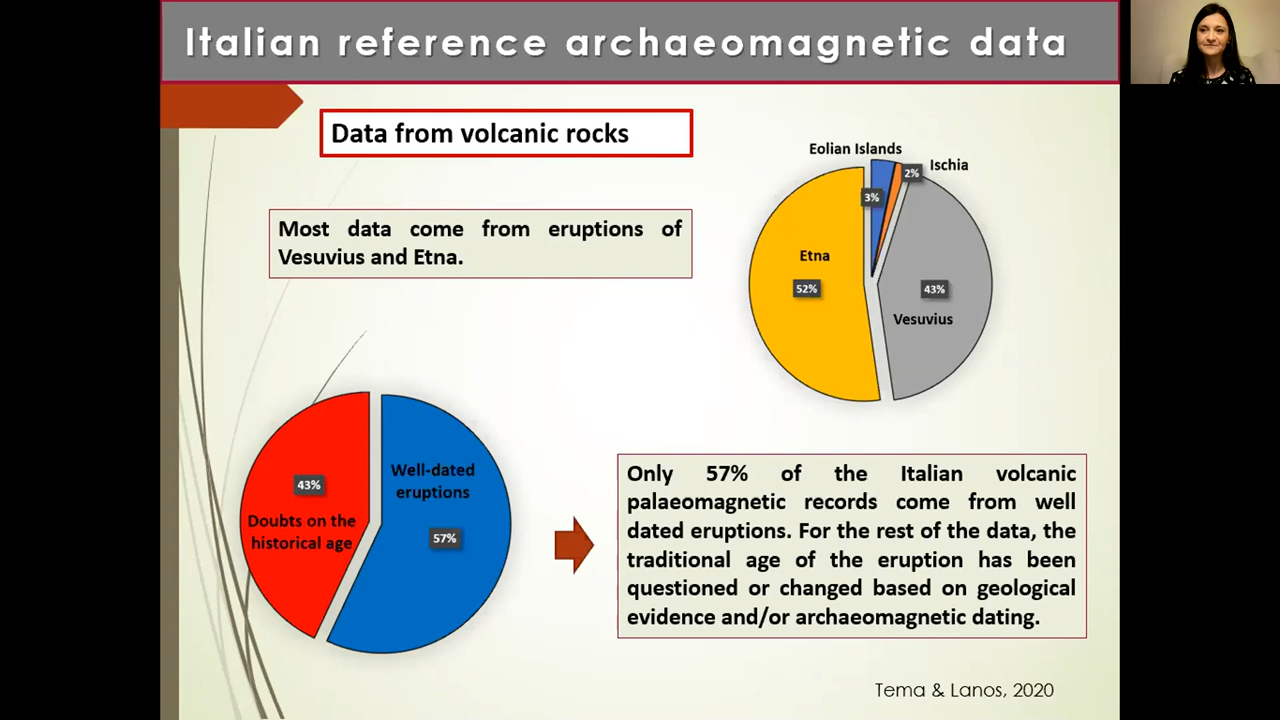 Italian reference archaeomagnetic data
Data from volcanic rocks
Most data come from eruptions of
Vesuvius and Etna.
Eolian Islands
Ischia
2%
3%
Etna
52%
43%
Vesuvius
Well-dated
eruptions
43%
Doubts on the
historical age
57%
Only 57% of the Italian volcanic
palaeomagnetic records come from well
dated eruptions. For the rest of the data, the
traditional age of the eruption has been
questioned or changed based on geological
evidence and/or archaeomagnetic dating.
Tema & Lanos, 2020